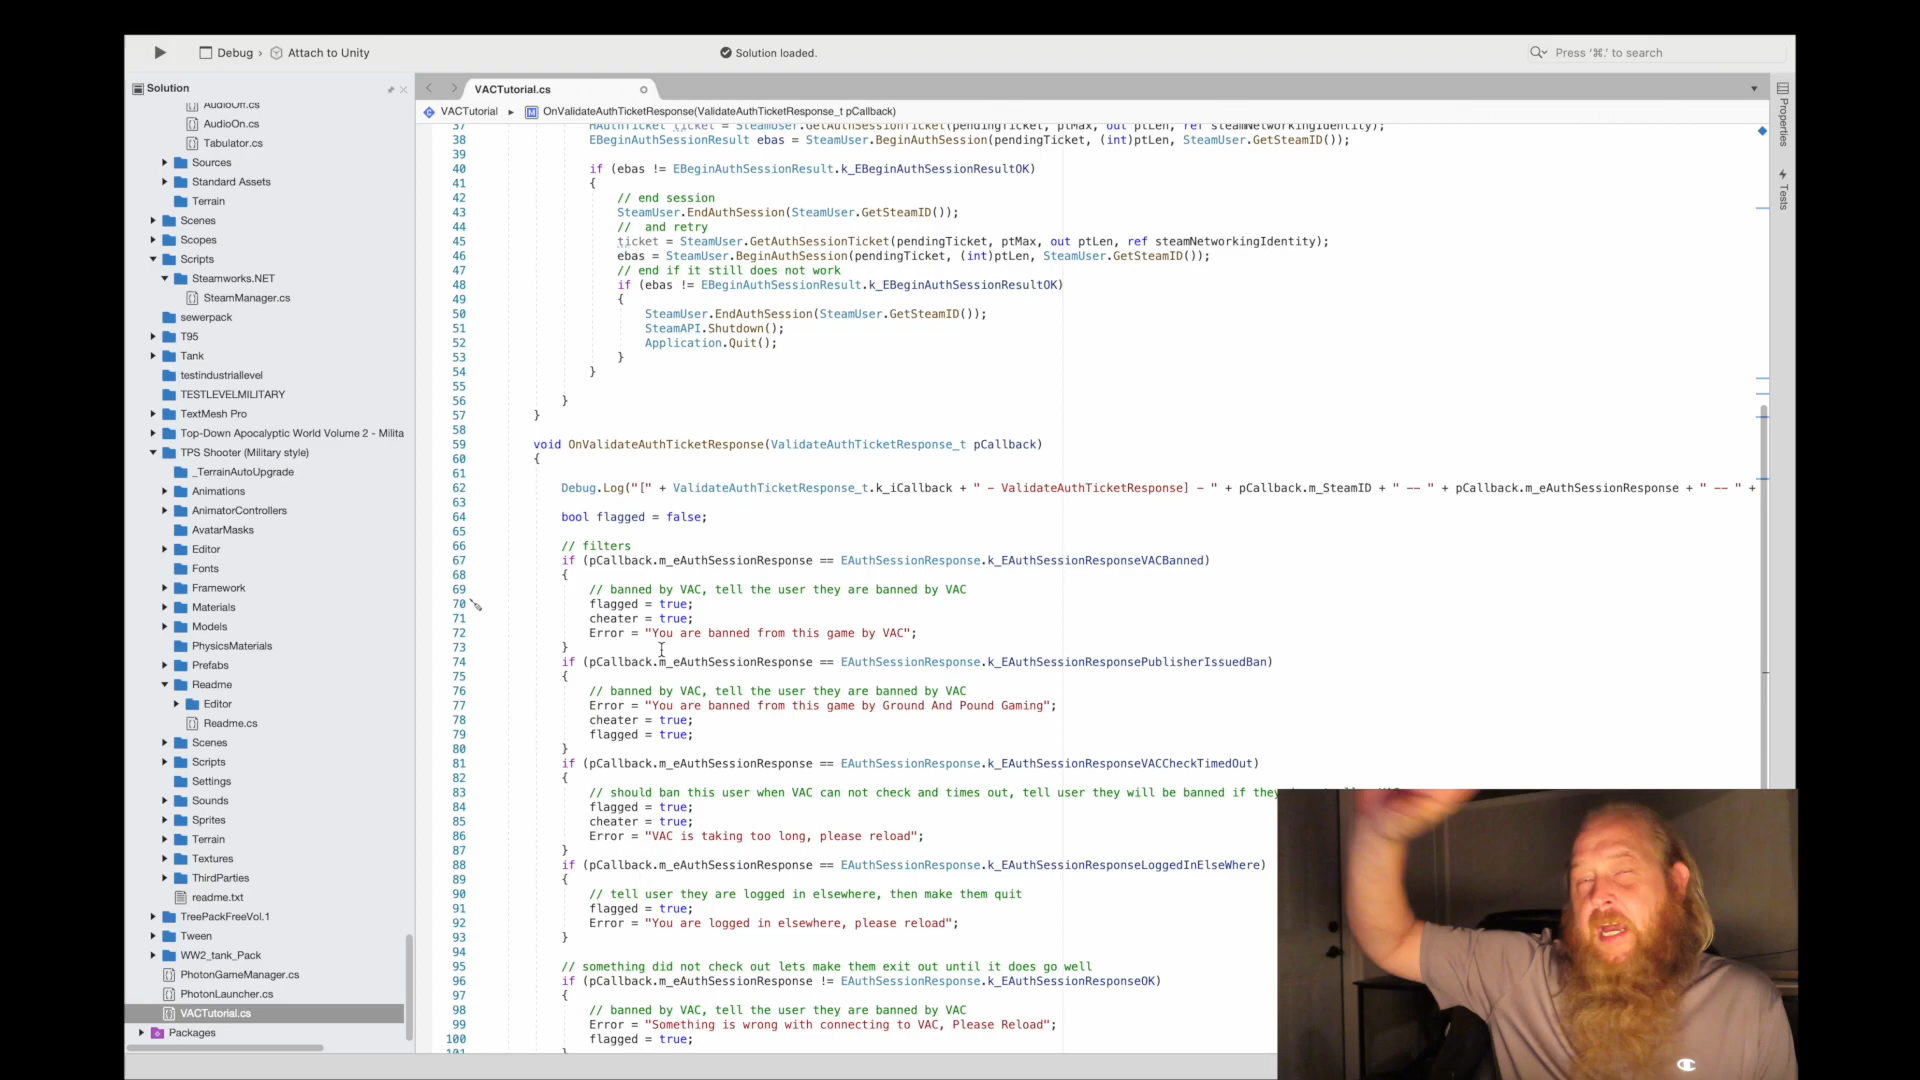 Debug › Attach to Unity
Solution loaded.
Press '⌘.' to search
Solution
AudioOff.cs
AudioOn.cs
Tabulator.cs
Sources
Standard Assets
Terrain
Scenes
Scopes
Scripts
Steamworks.NET
SteamManager.cs
sewerpack
T95
Tank
testindustriallevel
TESTLEVELMILITARY
TextMesh Pro
Top-Down Apocalyptic World Volume 2 - Milita
TPS Shooter (Military style)
_TerrainAutoUpgrade
Animations
AnimatorControllers
AvatarMasks
Editor
Fonts
Framework
Materials
Models
PhysicsMaterials
Prefabs
Readme
Editor
Readme.cs
Scenes
Scripts
Settings
Sounds
Sprites
Terrain
Textures
ThirdParties
readme.txt
TreePackFreeVol.1
Tween
WW2_tank_Pack
PhotonGameManager.cs
PhotonLauncher.cs
VACTutorial.cs
Packages
VACTutorial.cs
VACTutorial ▸ OnValidateAuthTicketResponse(ValidateAuthTicketResponse_t pCallback)
37 HAuthTicket ticket = SteamUser.GetAuthSessionTicket(pendingTicket, ptMax, out ptLen, ref steamNetworkingIdentity);
38 EBeginAuthSessionResult ebas = SteamUser.BeginAuthSession(pendingTicket, (int)ptLen, SteamUser.GetSteamID());
39
40 if (ebas != EBeginAuthSessionResult.k_EBeginAuthSessionResultOK)
41 {
42 // end session
43 SteamUser.EndAuthSession(SteamUser.GetSteamID());
44 //  and retry
45 ticket = SteamUser.GetAuthSessionTicket(pendingTicket, ptMax, out ptLen, ref steamNetworkingIdentity);
46 ebas = SteamUser.BeginAuthSession(pendingTicket, (int)ptLen, SteamUser.GetSteamID());
47 // end if it still does not work
48 if (ebas != EBeginAuthSessionResult.k_EBeginAuthSessionResultOK)
49 {
50 SteamUser.EndAuthSession(SteamUser.GetSteamID());
51 SteamAPI.Shutdown();
52 Application.Quit();
53 }
54 }
55
56 }
57 }
58
59 void OnValidateAuthTicketResponse(ValidateAuthTicketResponse_t pCallback)
60 {
61
62 Debug.Log("[" + ValidateAuthTicketResponse_t.k_iCallback + " - ValidateAuthTicketResponse] - " + pCallback.m_SteamID + " -- " + pCallback.m_eAuthSessionResponse + " -- " +
63
64 bool flagged = false;
65
66 // filters
67 if (pCallback.m_eAuthSessionResponse == EAuthSessionResponse.k_EAuthSessionResponseVACBanned)
68 {
69 // banned by VAC, tell the user they are banned by VAC
70 flagged = true;
71 cheater = true;
72 Error = "You are banned from this game by VAC";
73 }
74 if (pCallback.m_eAuthSessionResponse == EAuthSessionResponse.k_EAuthSessionResponsePublisherIssuedBan)
75 {
76 // banned by VAC, tell the user they are banned by VAC
77 Error = "You are banned from this game by Ground And Pound Gaming";
78 cheater = true;
79 flagged = true;
80 }
81 if (pCallback.m_eAuthSessionResponse == EAuthSessionResponse.k_EAuthSessionResponseVACCheckTimedOut)
82 {
83 // should ban this user when VAC can not check and times out, tell user they will be banned if they
84 flagged = true;
85 cheater = true;
86 Error = "VAC is taking too long, please reload";
87 }
88 if (pCallback.m_eAuthSessionResponse == EAuthSessionResponse.k_EAuthSessionResponseLoggedInElseWhere)
89 {
90 // tell user they are logged in elsewhere, then make them quit
91 flagged = true;
92 Error = "You are logged in elsewhere, please reload";
93 }
94
95 // something did not check out lets make them exit out until it does go well
96 if (pCallback.m_eAuthSessionResponse != EAuthSessionResponse.k_EAuthSessionResponseOK)
97 {
98 // banned by VAC, tell the user they are banned by VAC
99 Error = "Something is wrong with connecting to VAC, Please Reload";
100 flagged = true;
101 }
Properties
Tests